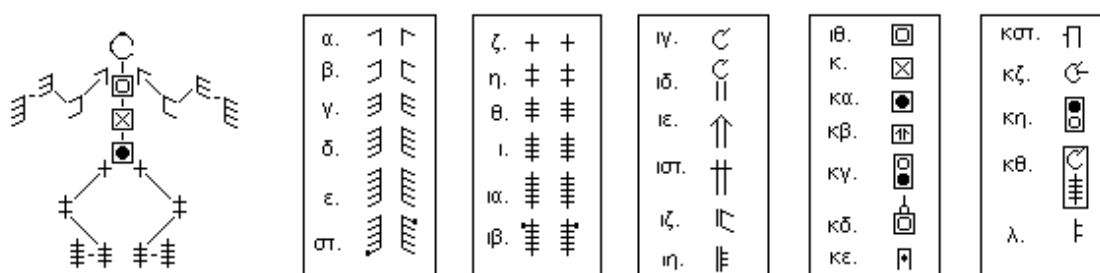 α.
β.
γ.
δ.
ε.
στ.
ζ.
η.
θ.
ι.
ια.
ιβ.
ιγ.
ιδ.
ιε.
ιστ.
ιζ.
ιη.
ιθ.
κ.
κα.
κβ.
κγ.
κδ.
κε.
κστ.
κζ.
κη.
κθ.
λ.